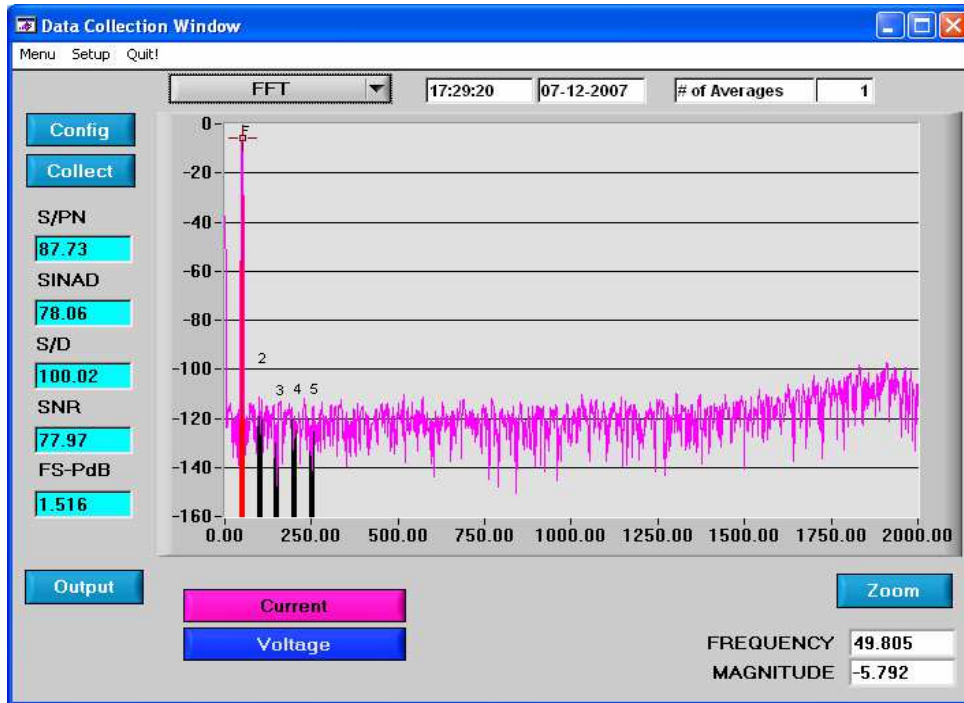 Data Collection Window
Menu Setup Quit!
FFT 17:29:20 07-12-2007 # of Averages 1
Config
Collect
S/PN
87.73
SINAD
78.06
S/D
100.02
SNR
77.97
FS-PdB
1.516
Output
0-
-20-
-40-
-60-
-80-
-100-
-120-
-140-
-160-
F
2
3 4 5
0.00 250.00 500.00 750.00 1000.00 1250.00 1500.00 1750.00 2000.00
Current
Voltage
Zoom
FREQUENCY 49.805
MAGNITUDE -5.792